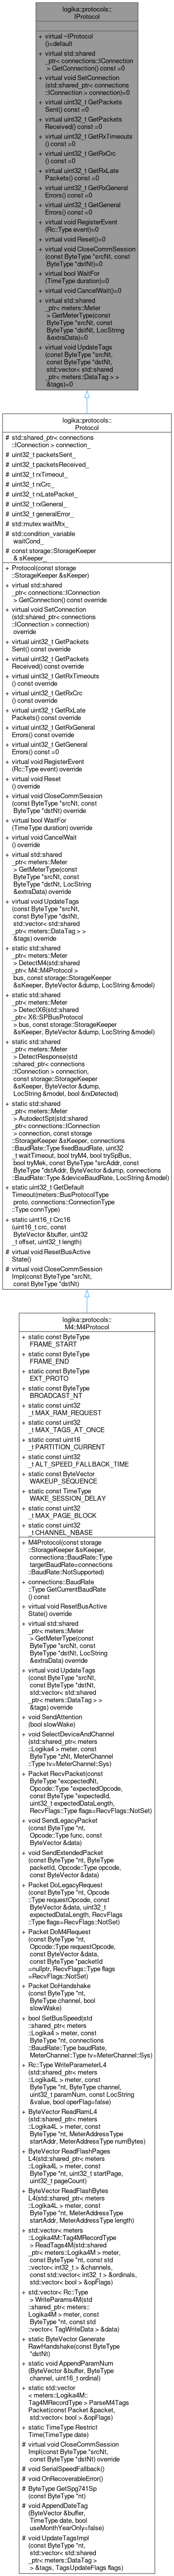 logika::protocols::
IProtocol
+ virtual ~IProtocol
()=default
+ virtual std::shared
_ptr< connections::IConnection
> GetConnection() const =0
+ virtual void SetConnection
(std::shared_ptr< connections
::IConnection > connection)=0
+ virtual uint32_t GetPackets
Sent() const =0
+ virtual uint32_t GetPackets
Received() const =0
+ virtual uint32_t GetRxTimeouts
() const =0
+ virtual uint32_t GetRxCrc
() const =0
+ virtual uint32_t GetRxLate
Packets() const =0
+ virtual uint32_t GetRxGeneral
Errors() const =0
+ virtual uint32_t GetGeneral
Errors() const =0
+ virtual void RegisterEvent
(Rc::Type event)=0
+ virtual void Reset()=0
+ virtual void CloseCommSession
(const ByteType *srcNt, const
ByteType *dstNt)=0
+ virtual bool WaitFor
(TimeType duration)=0
+ virtual void CancelWait()=0
+ virtual std::shared
_ptr< meters::Meter
> GetMeterType(const
ByteType *srcNt, const
ByteType *dstNt, LocString
&extraData)=0
+ virtual void UpdateTags
(const ByteType *srcNt,
const ByteType *dstNt,
std::vector< std::shared
_ptr< meters::DataTag > >
&tags)=0
logika::protocols::
Protocol
# std::shared_ptr< connections
::IConnection > connection_
# uint32_t packetsSent_
# uint32_t packetsReceived_
# uint32_t rxTimeout_
# uint32_t rxCrc_
# uint32_t rxLatePacket_
# uint32_t rxGeneral_
# uint32_t generalError_
# std::mutex waitMtx_
# std::condition_variable
waitCond_
# const storage::StorageKeeper
& sKeeper_
+ Protocol(const storage
::StorageKeeper &sKeeper)
+ virtual std::shared
_ptr< connections::IConnection
> GetConnection() const override
+ virtual void SetConnection
(std::shared_ptr< connections
::IConnection > connection)
override
+ virtual uint32_t GetPackets
Sent() const override
+ virtual uint32_t GetPackets
Received() const override
+ virtual uint32_t GetRxTimeouts
() const override
+ virtual uint32_t GetRxCrc
() const override
+ virtual uint32_t GetRxLate
Packets() const override
+ virtual uint32_t GetRxGeneral
Errors() const override
+ virtual uint32_t GetGeneral
Errors() const =0
+ virtual void RegisterEvent
(Rc::Type event) override
+ virtual void Reset
() override
+ virtual void CloseCommSession
(const ByteType *srcNt, const
ByteType *dstNt) override
+ virtual bool WaitFor
(TimeType duration) override
+ virtual void CancelWait
() override
+ virtual std::shared
_ptr< meters::Meter
> GetMeterType(const
ByteType *srcNt, const
ByteType *dstNt, LocString
&extraData) override
+ virtual void UpdateTags
(const ByteType *srcNt,
const ByteType *dstNt,
std::vector< std::shared
_ptr< meters::DataTag > >
&tags) override
+ static std::shared
_ptr< meters::Meter
> DetectM4(std::shared
_ptr< M4::M4Protocol >
bus, const storage::StorageKeeper
&sKeeper, ByteVector &dump, LocString &model)
+ static std::shared
_ptr< meters::Meter
> DetectX6(std::shared
_ptr< X6::SPBusProtocol
> bus, const storage::StorageKeeper
&sKeeper, ByteVector &dump, LocString &model)
+ static std::shared
_ptr< meters::Meter
> DetectResponse(std
::shared_ptr< connections
::IConnection > connection,
const storage::StorageKeeper
&sKeeper, ByteVector &dump,
LocString &model, bool &rxDetected)
+ static std::shared
_ptr< meters::Meter
> AutodectSpt(std::shared
_ptr< connections::IConnection
> connection, const storage
::StorageKeeper &sKeeper, connections
::BaudRate::Type fixedBaudRate, uint32
_t waitTimeout, bool tryM4, bool trySpBus,
bool tryMek, const ByteType *srcAddr, const
ByteType *dstAddr, ByteVector &dump, connections
::BaudRate::Type &deviceBaudRate, LocString &model)
+ static uint32_t GetDefault
Timeout(meters::BusProtocolType
proto, connections::ConnectionType
::Type connType)
+ static uint16_t Crc16
(uint16_t crc, const
ByteVector &buffer, uint32
_t offset, uint32_t length)
# virtual void ResetBusActive
State()
# virtual void CloseCommSession
Impl(const ByteType *srcNt,
const ByteType *dstNt)
logika::protocols::
M4::M4Protocol
+ static const ByteType
FRAME_START
+ static const ByteType
FRAME_END
+ static const ByteType
EXT_PROTO
+ static const ByteType
BROADCAST_NT
+ static const uint32
_t MAX_RAM_REQUEST
+ static const uint32
_t MAX_TAGS_AT_ONCE
+ static const uint16
_t PARTITION_CURRENT
+ static const uint32
_t ALT_SPEED_FALLBACK_TIME
+ static const ByteVector
WAKEUP_SEQUENCE
+ static const TimeType
WAKE_SESSION_DELAY
+ static const uint32
_t MAX_PAGE_BLOCK
+ static const uint32
_t CHANNEL_NBASE
+ M4Protocol(const storage
::StorageKeeper &sKeeper,
connections::BaudRate::Type
targetBaudRate=connections
::BaudRate::NotSupported)
+ connections::BaudRate
::Type GetCurrentBaudRate
() const
+ virtual void ResetBusActive
State() override
+ virtual std::shared
_ptr< meters::Meter
> GetMeterType(const
ByteType *srcNt, const
ByteType *dstNt, LocString
&extraData) override
+ virtual void UpdateTags
(const ByteType *srcNt,
const ByteType *dstNt,
std::vector< std::shared
_ptr< meters::DataTag > >
&tags) override
+ void SendAttention
(bool slowWake)
+ void SelectDeviceAndChannel
(std::shared_ptr< meters
::Logika4 > meter, const
ByteType *zNt, MeterChannel
::Type tv=MeterChannel::Sys)
+ Packet RecvPacket(const
ByteType *expectedNt,
Opcode::Type *expectedOpcode,
const ByteType *expectedId,
uint32_t expectedDataLength,
RecvFlags::Type flags=RecvFlags::NotSet)
+ void SendLegacyPacket
(const ByteType *nt,
Opcode::Type func, const
ByteVector &data)
+ void SendExtendedPacket
(const ByteType *nt, ByteType
packetId, Opcode::Type opcode,
const ByteVector &data)
+ Packet DoLegacyRequest
(const ByteType *nt, Opcode
::Type requestOpcode, const
ByteVector &data, uint32_t
expectedDataLength, RecvFlags
::Type flags=RecvFlags::NotSet)
+ Packet DoM4Request
(const ByteType *nt,
Opcode::Type requestOpcode,
const ByteVector &data,
const ByteType *packetId
=nullptr, RecvFlags::Type flags
=RecvFlags::NotSet)
+ Packet DoHandshake
(const ByteType *nt,
ByteType channel, bool
slowWake)
+ bool SetBusSpeed(std
::shared_ptr< meters
::Logika4 > meter, const
ByteType *nt, connections
::BaudRate::Type baudRate,
MeterChannel::Type tv=MeterChannel::Sys)
+ Rc::Type WriteParameterL4
(std::shared_ptr< meters
::Logika4L > meter, const
ByteType *nt, ByteType channel,
uint32_t paramNum, const LocString
&value, bool operFlag=false)
+ ByteVector ReadRamL4
(std::shared_ptr< meters
::Logika4L > meter, const
ByteType *nt, MeterAddressType
startAddr, MeterAddressType numBytes)
+ ByteVector ReadFlashPages
L4(std::shared_ptr< meters
::Logika4L > meter, const
ByteType *nt, uint32_t startPage,
uint32_t pageCount)
+ ByteVector ReadFlashBytes
L4(std::shared_ptr< meters
::Logika4L > meter, const
ByteType *nt, MeterAddressType
startAddr, MeterAddressType length)
+ std::vector< meters
::Logika4M::Tag4MRecordType
> ReadTags4M(std::shared
_ptr< meters::Logika4M > meter,
const ByteType *nt, const std
::vector< int32_t > &channels,
const std::vector< int32_t > &ordinals,
std::vector< bool > &opFlags)
+ std::vector< Rc::Type
> WriteParams4M(std
::shared_ptr< meters::
Logika4M > meter, const
ByteType *nt, const std
::vector< TagWriteData > &data)
+ static ByteVector Generate
RawHandshake(const ByteType
*dstNt)
+ static void AppendParamNum
(ByteVector &buffer, ByteType
channel, uint16_t ordinal)
+ static std::vector
< meters::Logika4M::
Tag4MRecordType > ParseM4Tags
Packet(const Packet &packet,
std::vector< bool > &opFlags)
+ static TimeType Restrict
Time(TimeType date)
# virtual void CloseCommSession
Impl(const ByteType *srcNt,
const ByteType *dstNt) override
# void SerialSpeedFallback()
# void OnRecoverableError()
# ByteType GetSpg741Sp
(const ByteType *nt)
# void AppendDateTag
(ByteVector &buffer,
TimeType date, bool
useMonthYearOnly=false)
# void UpdateTagsImpl
(const ByteType *srcNt,
const ByteType *dstNt,
std::vector< std::shared
_ptr< meters::DataTag >
> &tags, TagsUpdateFlags flags)